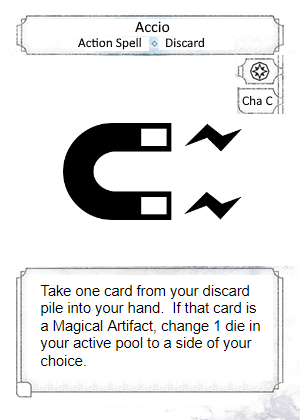 Accio
Action Spell Discard
Cha C
Take one card from your discard
pile into your hand. If that card is
a Magical Artifact, change 1 die in
your active pool to a side of your
choice.